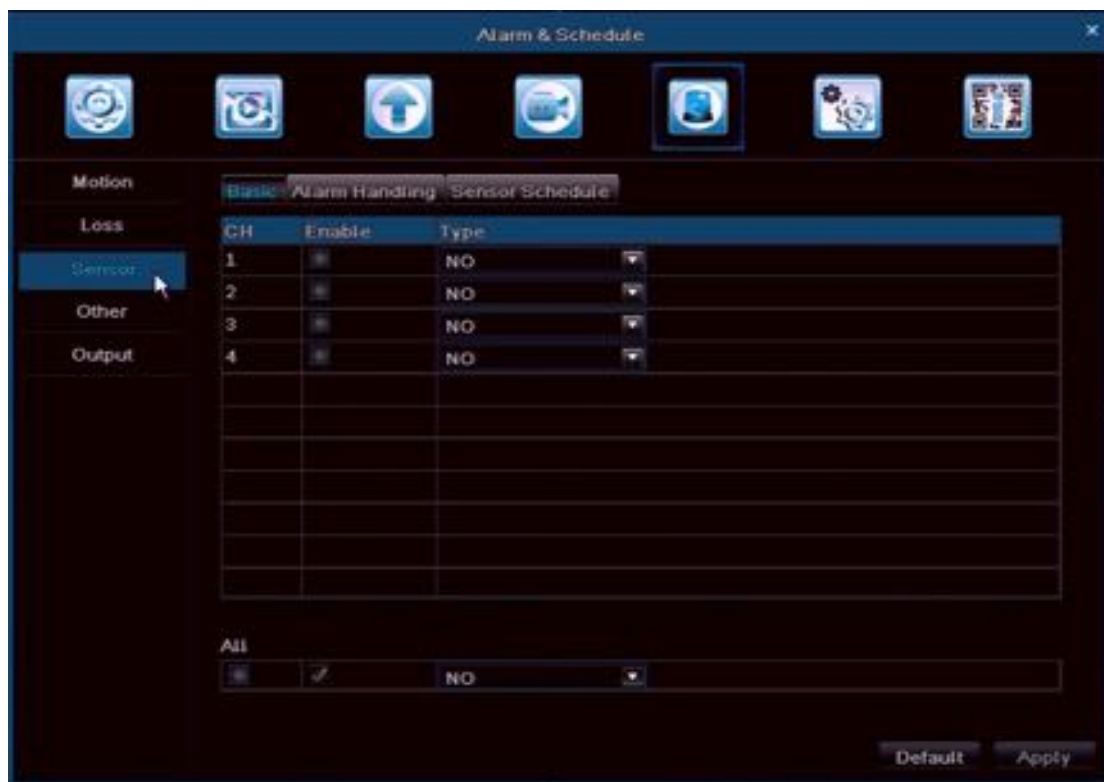 Alarm & Schedule
Motion
Loss
Sensor
Other
Output
Basic Alarm Handling Sensor Schedule
CH Enable Type
1 NO
2 NO
3 NO
4 NO
All
NO
Default Apply